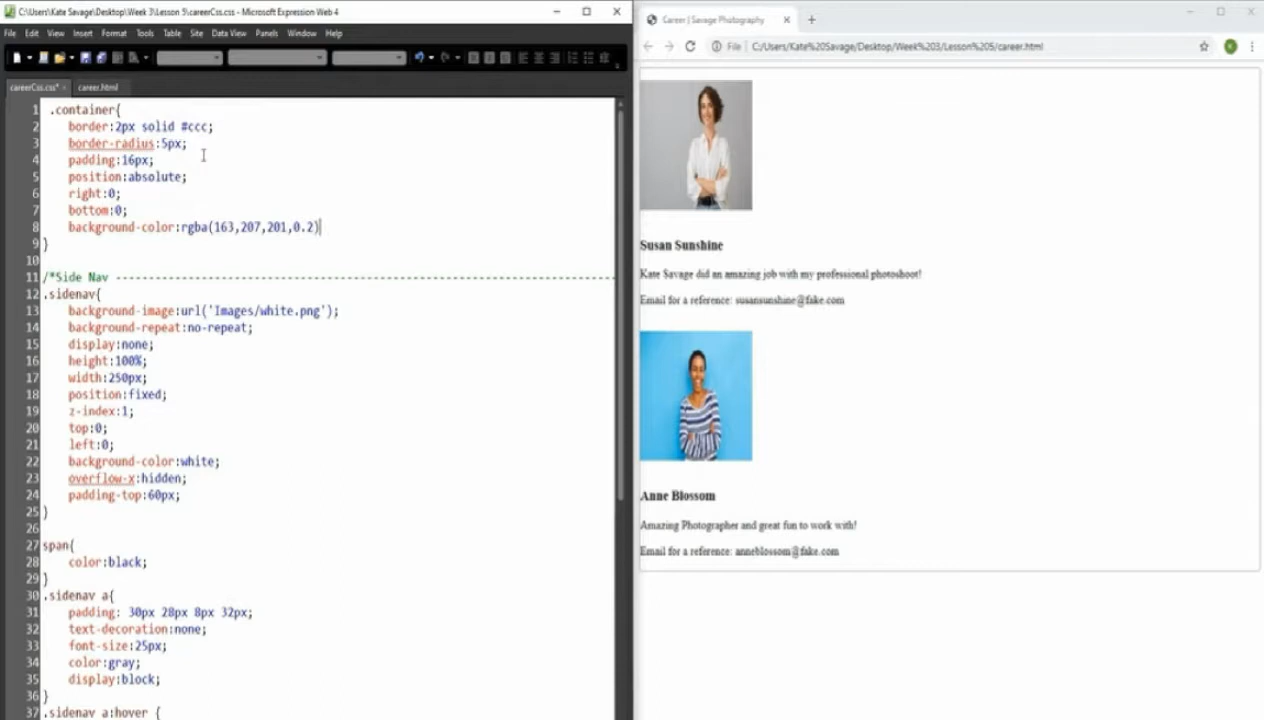 C:\Users\Kate Savage\Desktop\Week 3\Lesson 5\careerCss.css - Microsoft Expression Web 4
File Edit View Insert Format Tools Table Site Data View Panels Window Help
careerCss.css* career.html
1 .container{
2 border:2px solid #ccc;
3 border-radius:5px;
4 padding:16px;
5 position:absolute;
6 right:0;
7 bottom:0;
8 background-color:rgba(163,207,201,0.2)
9 }
10
11 /*Side Nav ----------------------------------------------------------
12 .sidenav{
13 background-image:url('Images/white.png');
14 background-repeat:no-repeat;
15 display:none;
16 height:100%;
17 width:250px;
18 position:fixed;
19 z-index:1;
20 top:0;
21 left:0;
22 background-color:white;
23 overflow-x:hidden;
24 padding-top:60px;
25 }
26
27 span{
28 color:black;
29 }
30 .sidenav a{
31 padding: 30px 28px 8px 32px;
32 text-decoration:none;
33 font-size:25px;
34 color:gray;
35 display:block;
36 }
37 .sidenav a:hover {
Career | Savage Photography
File C:/Users/Kate%20Savage/Desktop/Week%203/Lesson%205/career.html
K
Susan Sunshine
Kate Savage did an amazing job with my professional photoshoot!
Email for a reference: susansunshine@fake.com
Anne Blossom
Amazing Photographer and great fun to work with!
Email for a reference: anneblossom@fake.com